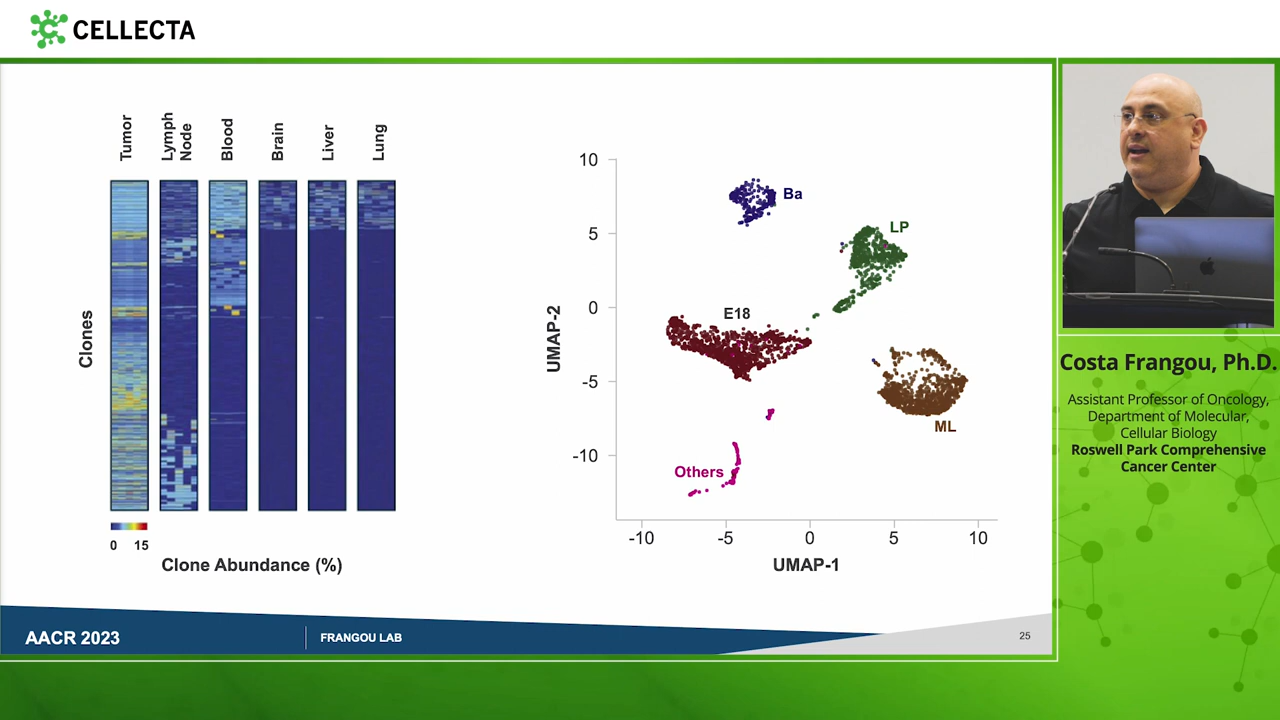 CELLECTA
Tumor
Lymph
Node
Blood
Brain
Liver
Lung
Clones
0 15
Clone Abundance (%)
10
5
0
-5
-10
UMAP-2
Ba
LP
E18
ML
Others
-10 -5 0 5 10
UMAP-1
AACR 2023
FRANGOU LAB
25
Costa Frangou, Ph.D.
Assistant Professor of Oncology,
Department of Molecular,
Cellular Biology
Roswell Park Comprehensive
Cancer Center